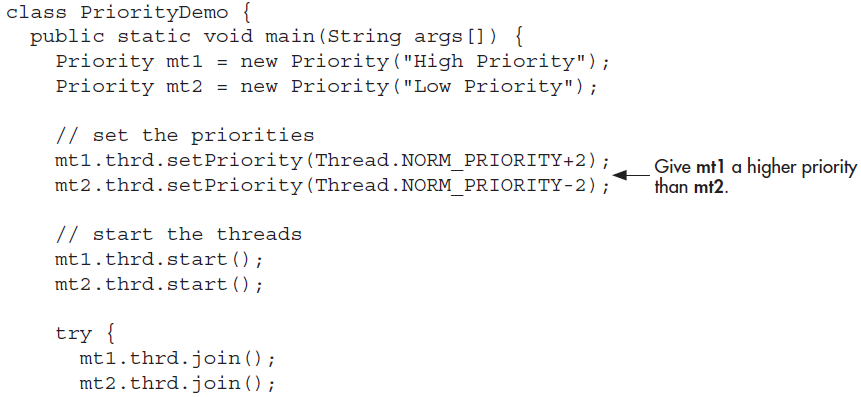 class PriorityDemo {
  public static void main(String args[]) {
    Priority mt1 = new Priority("High Priority");
    Priority mt2 = new Priority("Low Priority");

    // set the priorities
    mt1.thrd.setPriority(Thread.NORM_PRIORITY+2);
    mt2.thrd.setPriority(Thread.NORM_PRIORITY-2);
Give mt1 a higher priority
than mt2.

    // start the threads
    mt1.thrd.start();
    mt2.thrd.start();

    try {
      mt1.thrd.join();
      mt2.thrd.join();